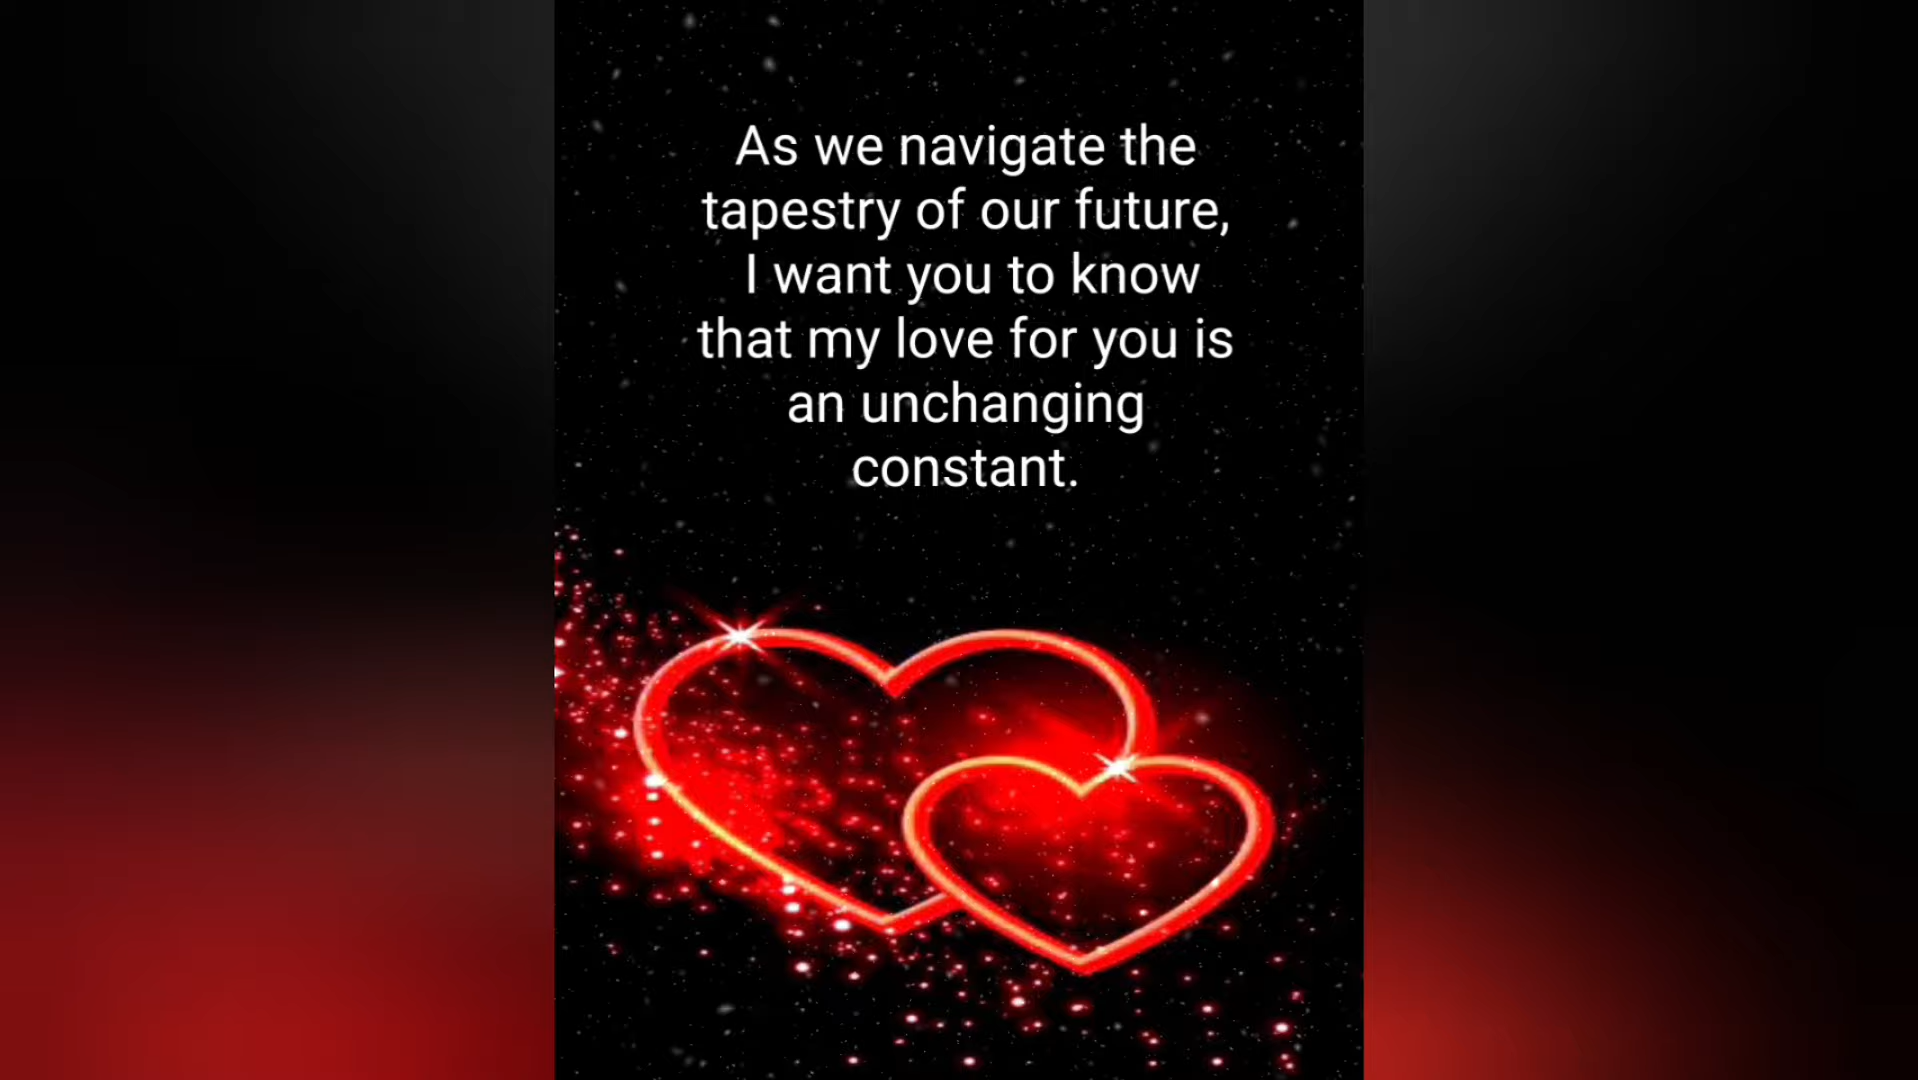 As we navigate the
tapestry of our future,
I want you to know
that my love for you is
an unchanging
constant.